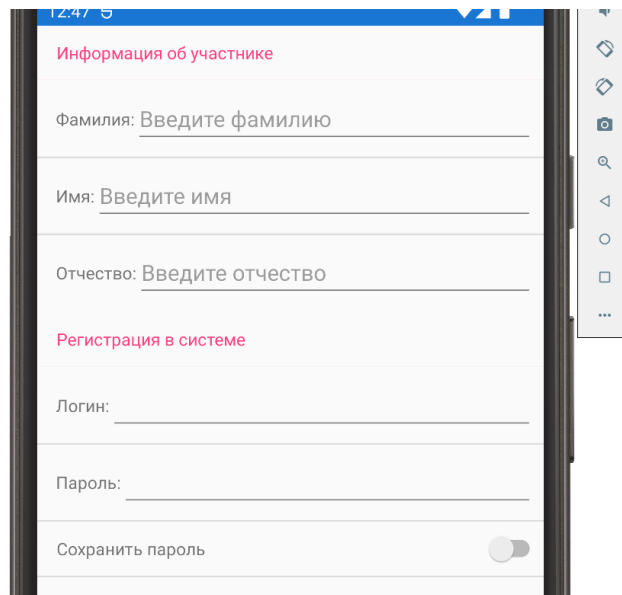 12:47
Информация об участнике
Фамилия: Введите фамилию
Имя: Введите имя
Отчество: Введите отчество
Регистрация в системе
Логин:
Пароль:
Сохранить пароль